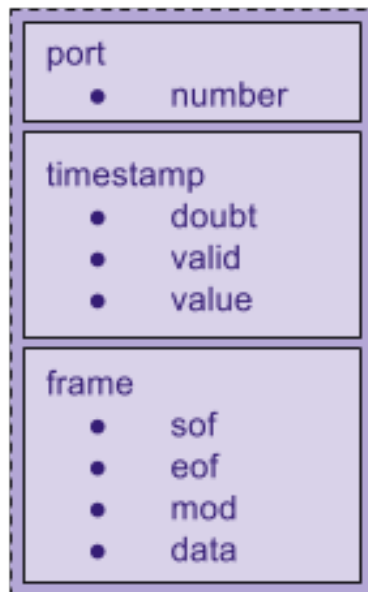 port
• number
timestamp
• doubt
• valid
• value
frame
• sof
• eof
• mod
• data